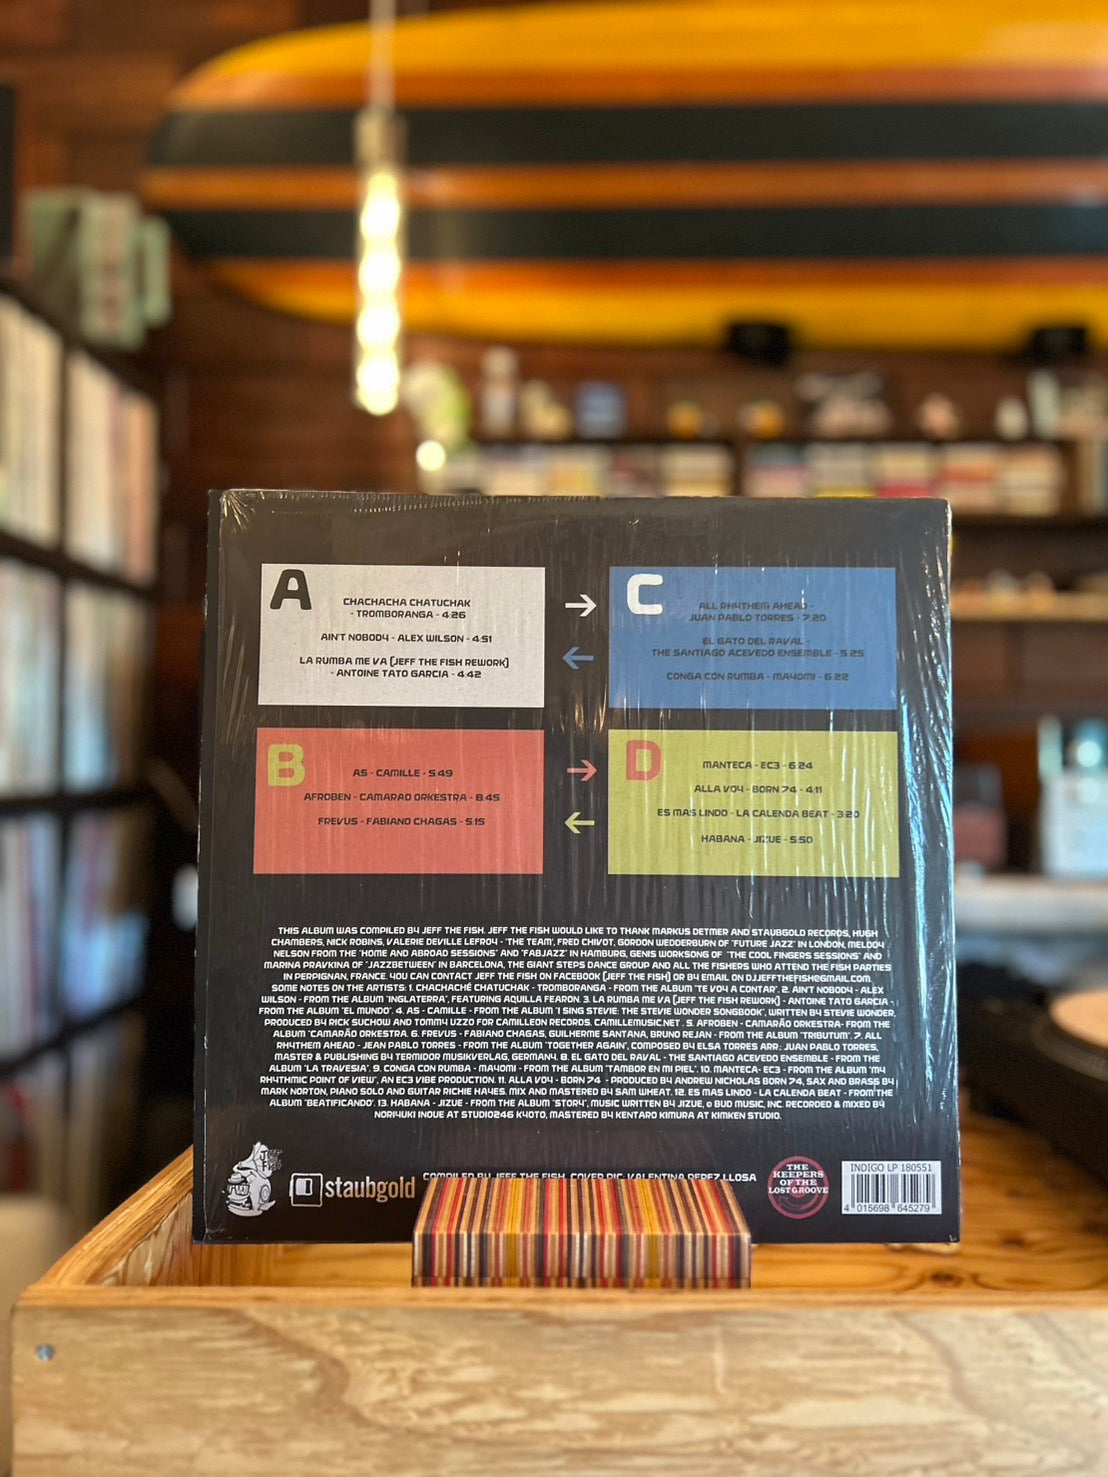 A
CHACHACHA CHATUCHAK
- TROMBORANGA - 4:26
AIN'T NOBODY - ALEX WILSON - 4:51
LA RUMBA ME VA [JEFF THE FISH REWORK]
- ANTOINE TATO GARCIA - 4:42
C
ALL RHYTHEM AHEAD -
JUAN PABLO TORRES - 7:20
EL GATO DEL RAVAL -
THE SANTIAGO ACEVEDO ENSEMBLE - 5:25
CONGA CON RUMBA - MAYOMI - 6:22
B
AS - CAMILLE - 5:49
AFROBEN - CAMARAO ORKESTRA - 8:45
FREVUS - FABIANO CHAGAS - 5:15
D
MANTECA - EC3 - 6:24
ALLA VOY - BORN 74 - 4:11
ES MAS LINDO - LA CALENDA BEAT - 3:20
HABANA - JIZUE - 5:50
THIS ALBUM WAS COMPILED BY JEFF THE FISH. JEFF THE FISH WOULD LIKE TO THANK MARKUS DETMER AND STAUBGOLD RECORDS, HUGH
CHAMBERS, NICK ROBINS, VALERIE DEVILLE LEFROY - 'THE TEAM', FRED CHIVOT, GORDON WEDDERBURN OF 'FUTURE JAZZ' IN LONDON, MELODY
NELSON FROM THE 'HOME AND ABROAD SESSIONS' AND 'FABJAZZ' IN HAMBURG, GENIS WORKSONG OF 'THE COOL FINGERS SESSIONS' AND
MARINA PRAVKINA OF 'JAZZBETWEEN' IN BARCELONA, THE GIANT STEPS DANCE GROUP AND ALL THE FISHERS WHO ATTEND THE FISH PARTIES
IN PERPIGNAN, FRANCE. YOU CAN CONTACT JEFF THE FISH ON FACEBOOK [JEFF THE FISH] OR BY EMAIL ON DJJEFFTHEFISH@GMAIL.COM.
SOME NOTES ON THE ARTISTS: 1. CHACHACHÉ CHATUCHAK - TROMBORANGA - FROM THE ALBUM 'TE VOY A CONTAR'. 2. AINT NOBODY - ALEX
WILSON - FROM THE ALBUM 'INGLATERRA', FEATURING AQUILLA FEARON. 3. LA RUMBA ME VA [JEFF THE FISH REWORK] - ANTOINE TATO GARCIA -
FROM THE ALBUM "EL MUNDO". 4. AS - CAMILLE - FROM THE ALBUM 'I SING STEVIE: THE STEVIE WONDER SONGBOOK', WRITTEN BY STEVIE WONDER,
PRODUCED BY RICK SUCHOW AND TOMMY UZZO FOR CAMILLEON RECORDS. CAMILLEMUSIC.NET . 5. AFROBEN - CAMARÃO ORKESTRA- FROM THE
ALBUM 'CAMARÃO ORKESTRA. 6. FREVUS - FABIANO CHAGAS, GUILHERME SANTANA, BRUNO REJAN - FROM THE ALBUM "TRIBUTUM". 7. ALL
RHYTHM AHEAD - JEAN PABLO TORRES - FROM THE ALBUM "TOGETHER AGAIN", COMPOSED BY ELSA TORRES ARR.: JUAN PABLO TORRES,
MASTER & PUBLISHING BY TERMIDOR MUSIKVERLAG, GERMANY. 8. EL GATO DEL RAVAL - THE SANTIAGO ACEVEDO ENSEMBLE - FROM THE
ALBUM "LA TRAVESIA". 9. CONGA CON RUMBA - MAYOMI - FROM THE ALBUM "TAMBOR EN MI PIEL". 10. MANTECA- EC3 - FROM THE ALBUM "MY
RHYTHMIC POINT OF VIEW", AN EC3 VIBE PRODUCTION. 11. ALLA VOY - BORN 74 - PRODUCED BY ANDREW NICHOLAS BORN 74, SAX AND BRASS BY
MARK NORTON, PIANO SOLO AND GUITAR RICHIE HAYES. MIX AND MASTERED BY SAM WHEAT. 12. ES MAS LINDO - LA CALENDA BEAT - FROM THE
ALBUM 'BEATIFICANDO'. 13. HABANA - JIZUE - FROM THE ALBUM 'STORY', MUSIC WRITTEN BY JIZUE, © BUD MUSIC, INC. RECORDED & MIXED BY
NORIYUKI INOUE AT STUDIO246 KYOTO, MASTERED BY KENTARO KIMURA AT KIMKEN STUDIO.
staubgold
COMPILED BY JEFF THE FISH. COVER PIC: VALENTINA PEREZ LLOSA
THE
KEEPERS
OF THE
LOST GROOVE
INDIGO LP 180551
4 015698 645279